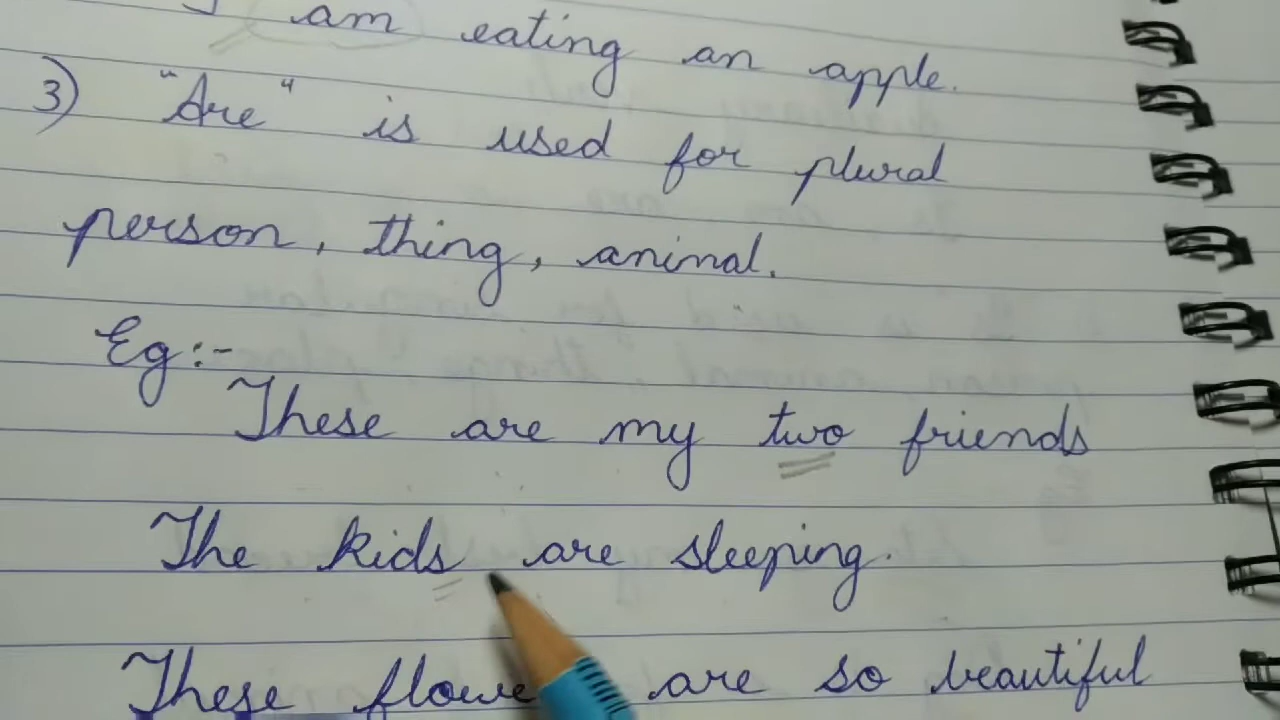 I am eating an apple.
3) "Are" is used for plural
person, thing, animal.
Eg:-
These are my two friends
The kids are sleeping.
These flowe are so beautiful